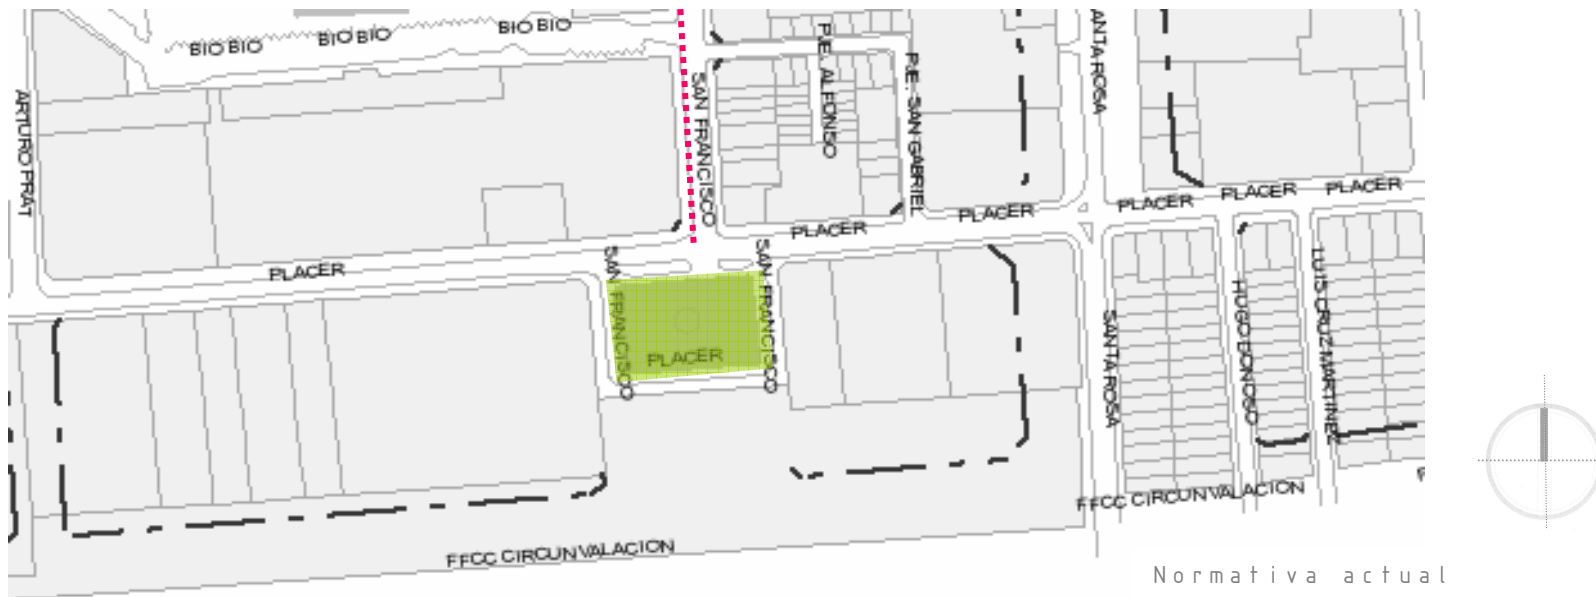 BIO BIO
BIO BIO
BIO BIO
ARTURO PRAT
SAN FRANCISCO
PJE. ALFONSO
PJE. SAN GABRIEL
ANTA ROSA
PLACER
PLACER
PLACER
PLACER
PLACER
PLACER
SAN FRANCISCO
SAN FRANCISCO
PLACER
SANTA ROSA
HUGO DONOSO
LUIS CRUZ MARTINEZ
FFCC CIRCUNVALACION
FFCC CIRCUNVALACION
Normativa actual